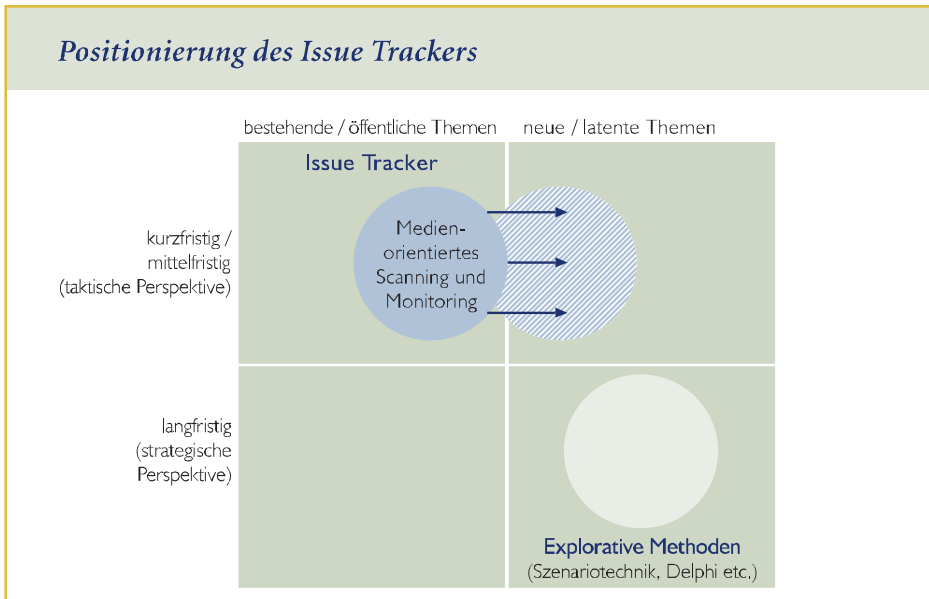 Positionierung des Issue Trackers
bestehende / öffentliche Themen
neue / latente Themen
Issue Tracker
kurzfristig /
mittelfristig
(taktische Perspektive)
Medien-
orientiertes
Scanning und
Monitoring
langfristig
(strategische
Perspektive)
Explorative Methoden
(Szenariotechnik, Delphi etc.)